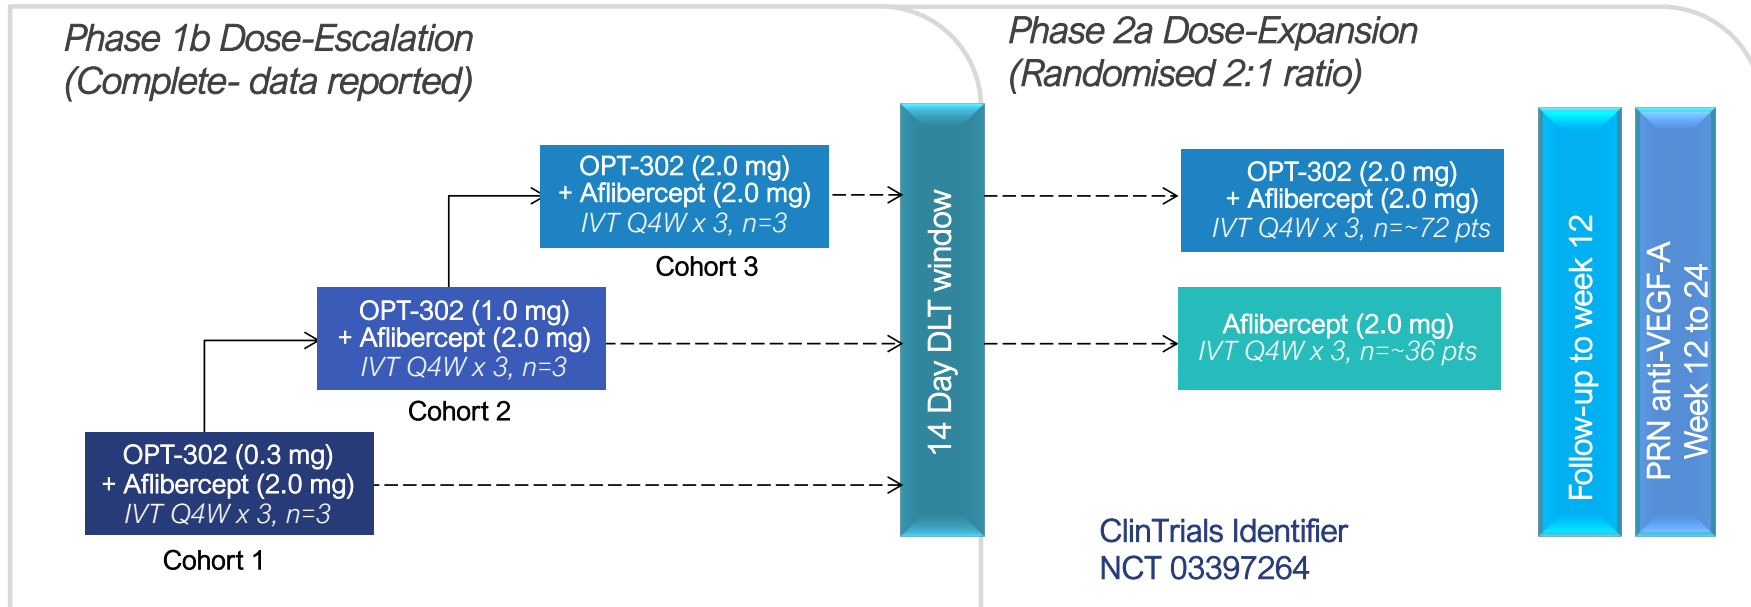 Phase 1b Dose-Escalation
(Complete- data reported)
Phase 2a Dose-Expansion
(Randomised 2:1 ratio)
OPT-302 (2.0 mg)
+ Aflibercept (2.0 mg)
IVT Q4W x 3, n=3
Cohort 3
OPT-302 (1.0 mg)
+ Aflibercept (2.0 mg)
IVT Q4W x 3, n=3
Cohort 2
OPT-302 (0.3 mg)
+ Aflibercept (2.0 mg)
IVT Q4W x 3, n=3
Cohort 1
14 Day DLT window
OPT-302 (2.0 mg)
+ Aflibercept (2.0 mg)
IVT Q4W x 3, n=~72 pts
Aflibercept (2.0 mg)
IVT Q4W x 3, n=~36 pts
ClinTrials Identifier
NCT 03397264
Follow-up to week 12
PRN anti-VEGF-A
Week 12 to 24